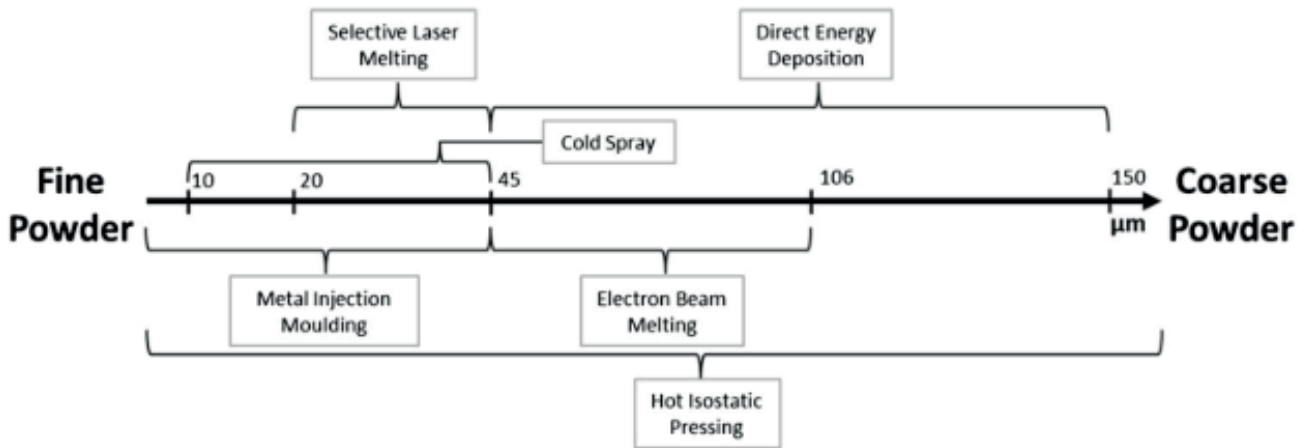 Selective Laser
Melting
Direct Energy
Deposition
Cold Spray
Fine
Powder
10
20
45
106
150
µm
Coarse
Powder
Metal Injection
Moulding
Electron Beam
Melting
Hot Isostatic
Pressing